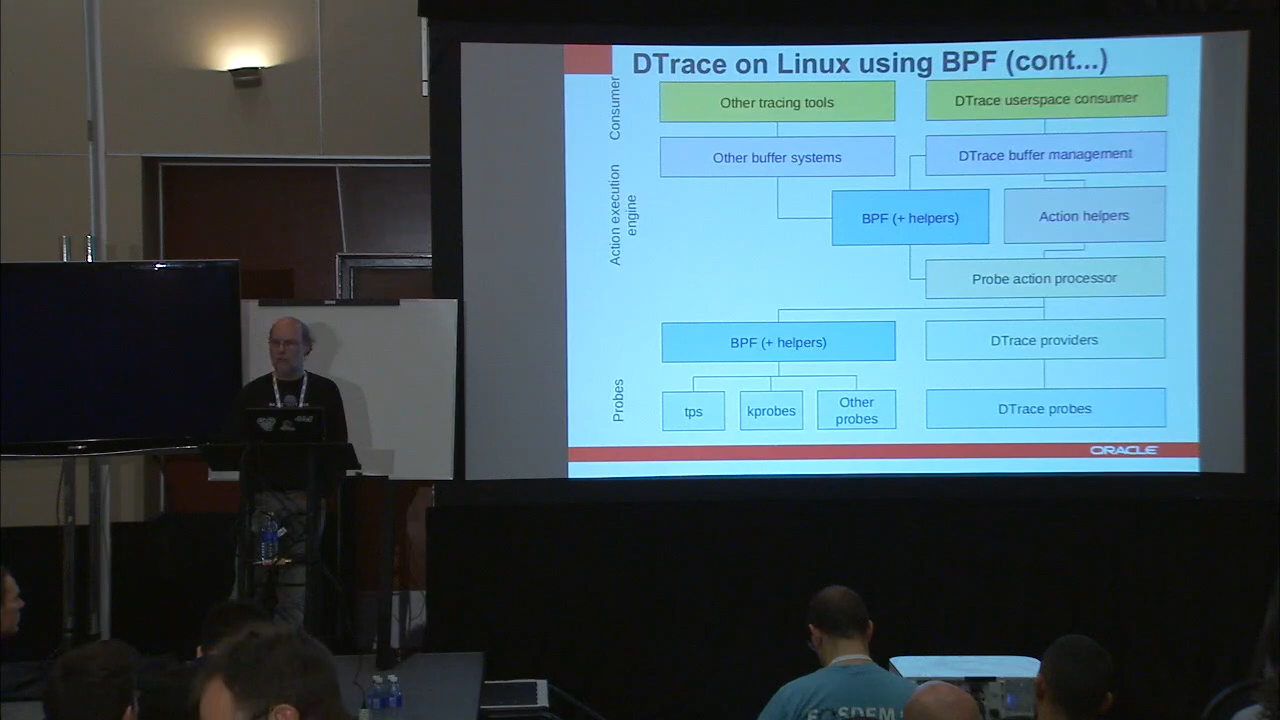 DTrace on Linux using BPF (cont...)
Consumer
Other tracing tools
DTrace userspace consumer
Other buffer systems
DTrace buffer management
Action execution
engine
BPF (+ helpers)
Action helpers
Probe action processor
BPF (+ helpers)
DTrace providers
Probes
tps
kprobes
Other
probes
DTrace probes
ORACLE
FOSDEM